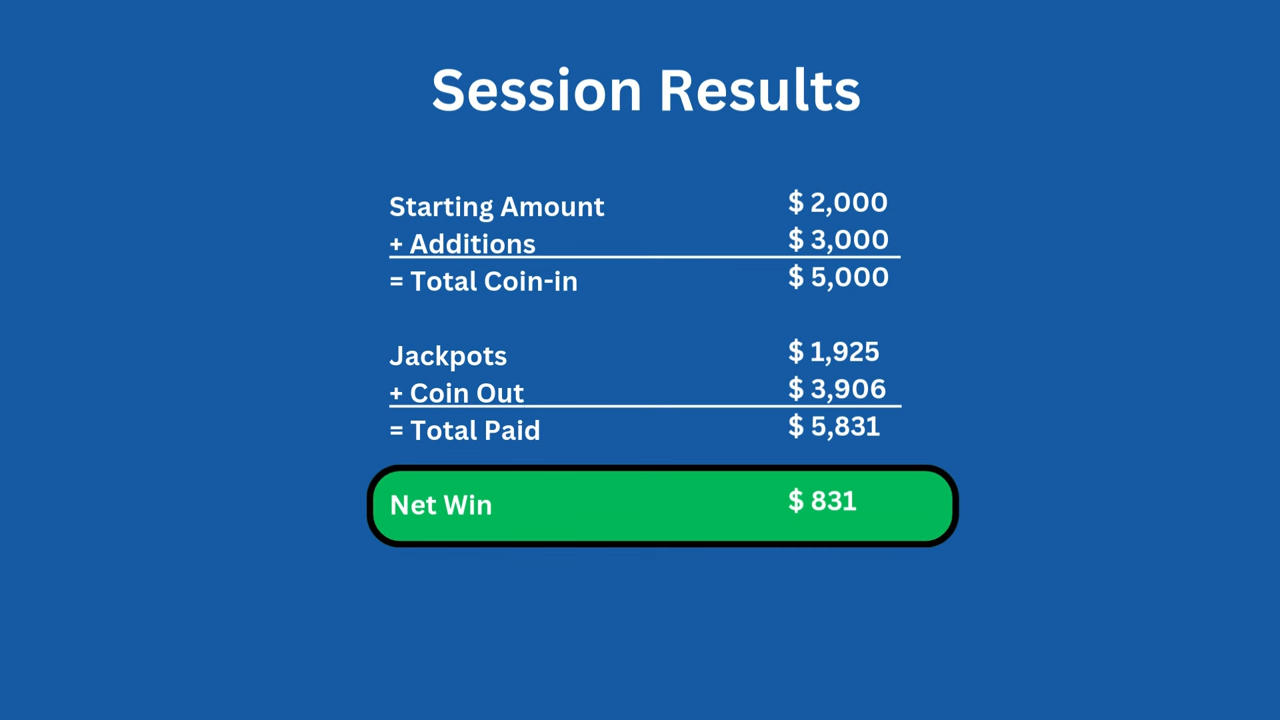 Session Results
Starting Amount $ 2,000
+ Additions $ 3,000
= Total Coin-in $ 5,000
Jackpots $ 1,925
+ Coin Out $ 3,906
= Total Paid $ 5,831
Net Win $ 831